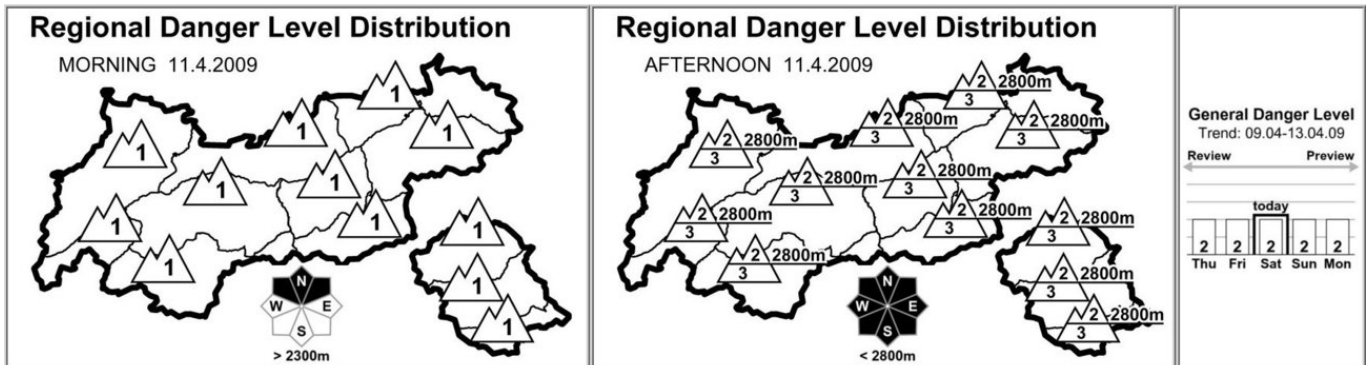 Regional Danger Level Distribution
MORNING 11.4.2009
1
1
1
1
1
1
1
1
1
1
1
1
N
W E
S
> 2300m
Regional Danger Level Distribution
AFTERNOON 11.4.2009
2 2800m
3
2 2800m
3
2 2800m
3
2 2800m
3
2 2800m
3
2 2800m
3
2 2800m
3
2 2800m
3
2 2800m
3
2 2800m
3
2 2800m
3
2 2800m
3
N
W E
S
< 2800m
General Danger Level
Trend: 09.04-13.04.09
Review Preview
today
2 2 2 2 2
Thu Fri Sat Sun Mon